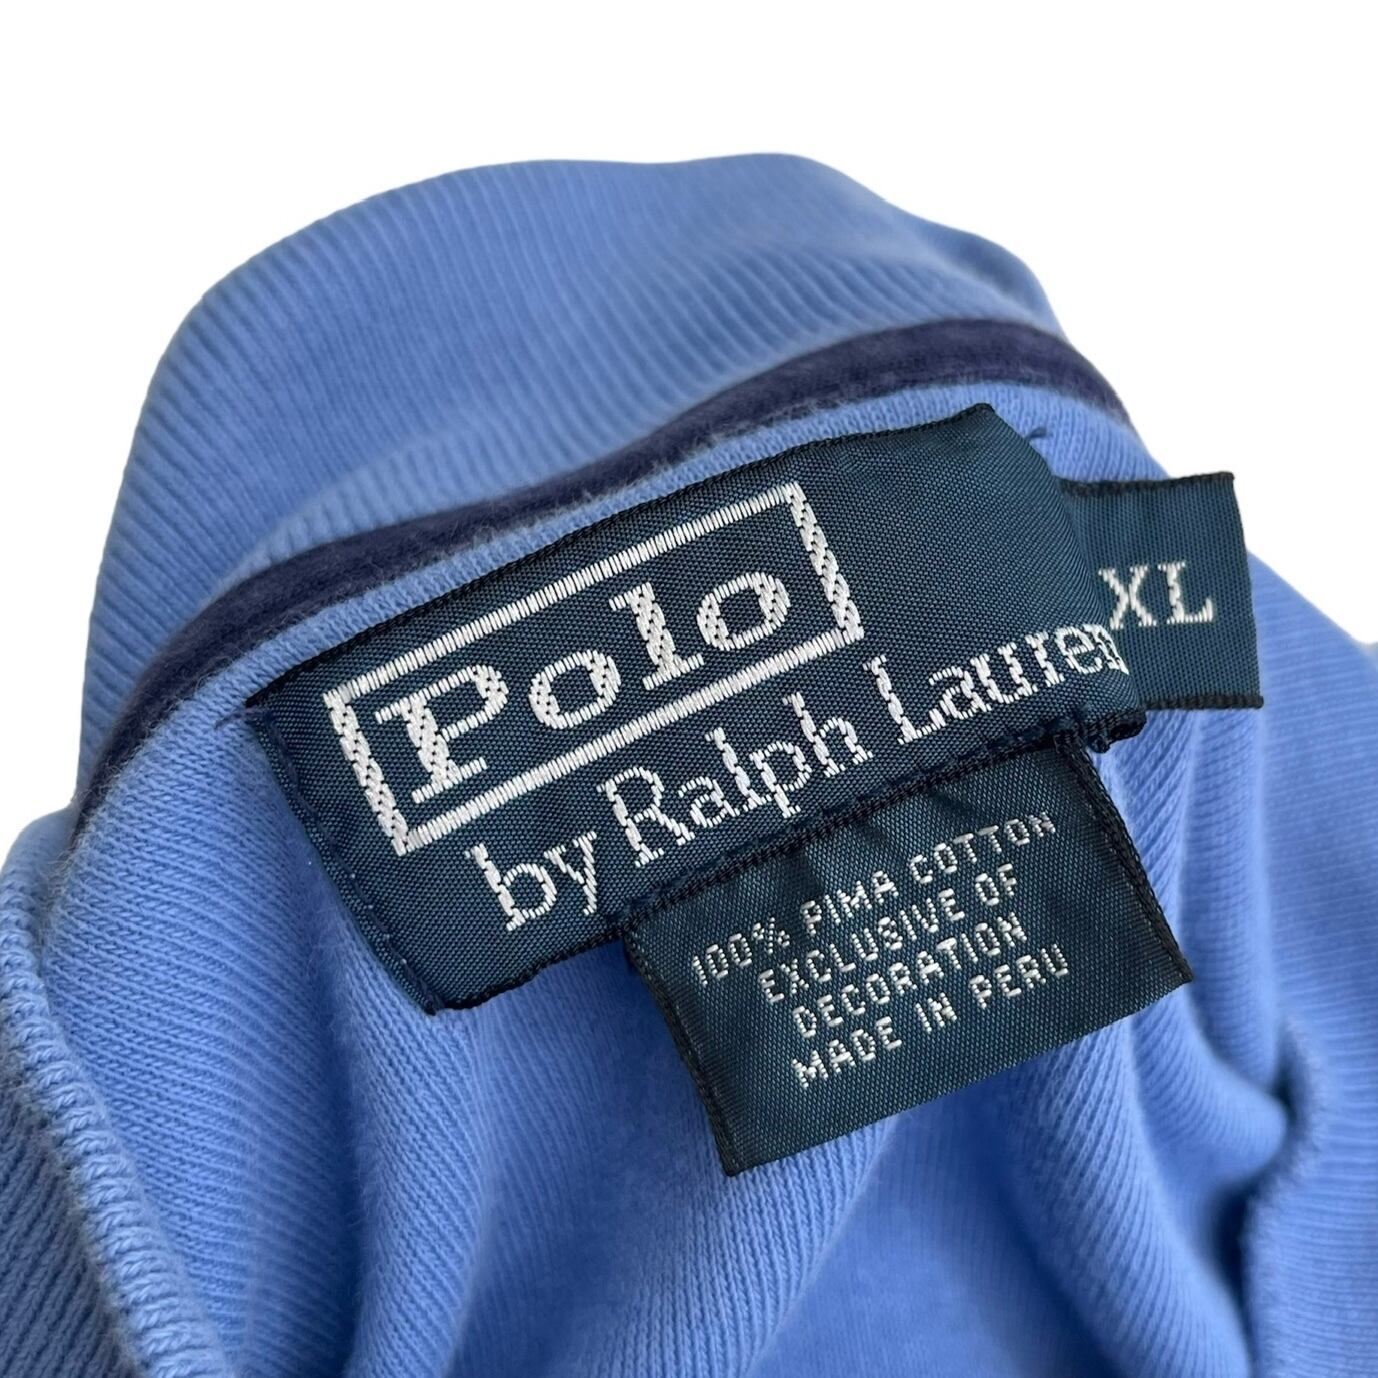 Polo
by Ralph Lauren
XL
100% PIMA COTTON
EXCLUSIVE OF
DECORATION
MADE IN PERU